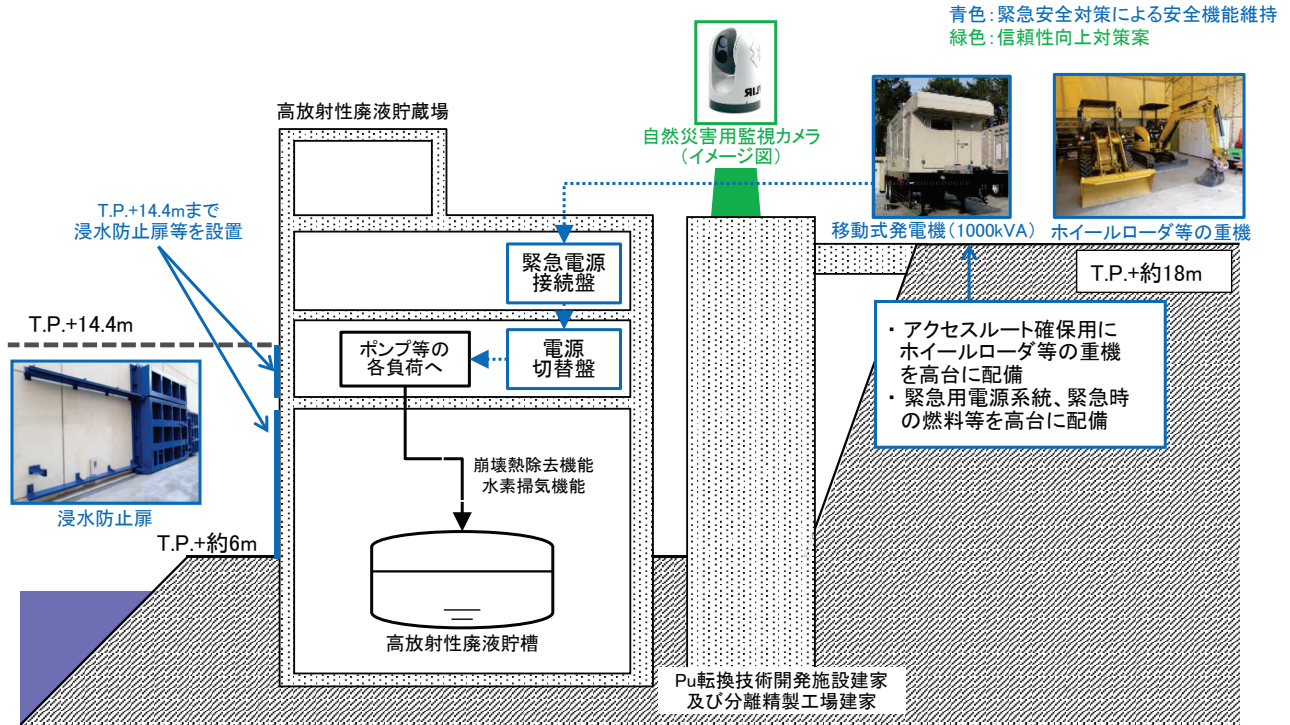 青色：緊急安全対策による安全機能維持
緑色：信頼性向上対策案
高放射性廃液貯蔵場
FLIR
自然災害用監視カメラ
（イメージ図）
T.P.+14.4mまで
浸水防止扉等を設置
移動式発電機（1000kVA）
ホイールローダ等の重機
緊急電源
接続盤
T.P.+約18m
T.P.+14.4m
ポンプ等の
各負荷へ
電源
切替盤
・ アクセスルート確保用に
ホイールローダ等の重機
を高台に配備
・ 緊急用電源系統、緊急時
の燃料等を高台に配備
崩壊熱除去機能
水素掃気機能
浸水防止扉
T.P.+約6m
高放射性廃液貯槽
Pu転換技術開発施設建家
及び分離精製工場建家